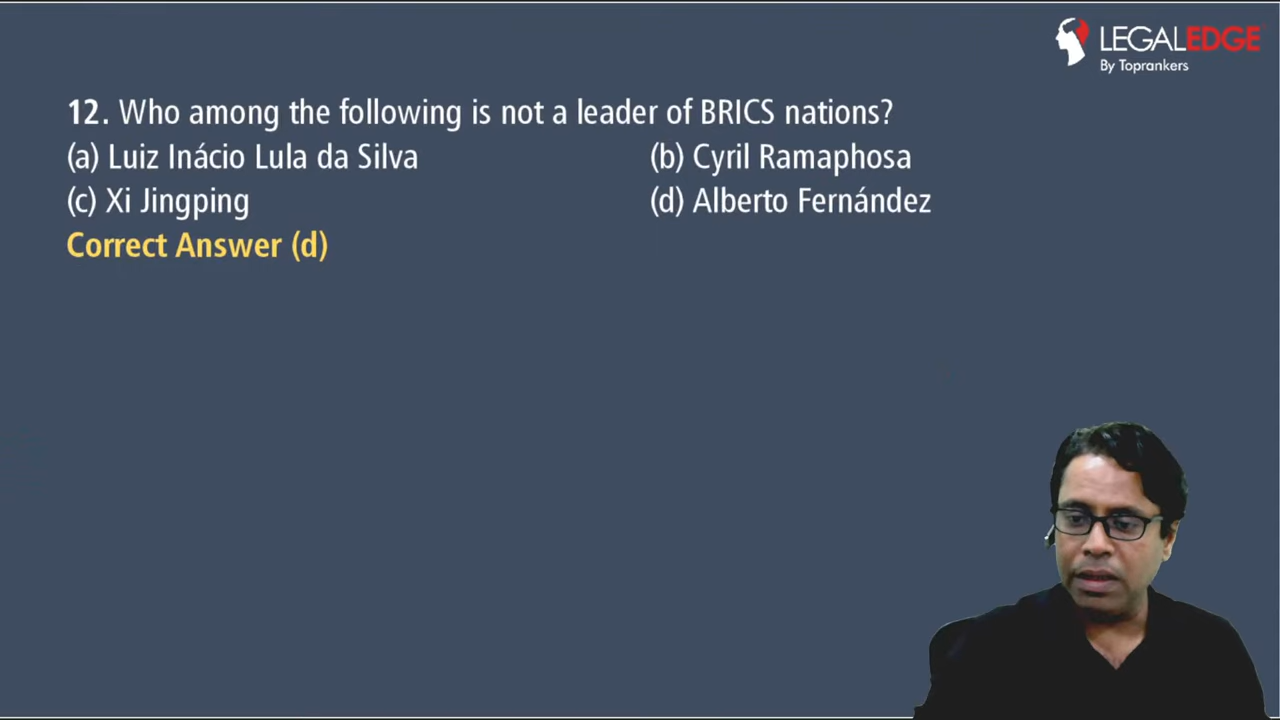 LEGALEDGE
By Toprankers
12. Who among the following is not a leader of BRICS nations?
(a) Luiz Inácio Lula da Silva (b) Cyril Ramaphosa
(c) Xi Jingping (d) Alberto Fernández
Correct Answer (d)